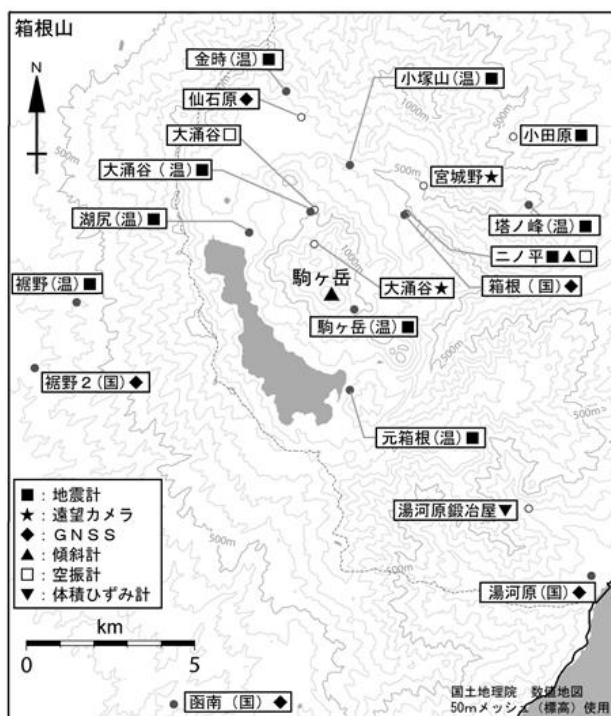 箱根山
N
金時(温)■
仙石原◆
大涌谷□
大涌谷(温)■
湖尻(温)■
小塚山(温)■
1000m
500m
小田原■
500m
宮城野★
塔ノ峰(温)■
二ノ平■▲□
箱根(国)◆
1000m
大涌谷★
駒ヶ岳
駒ヶ岳(温)■
裾野(温)■
裾野2(国)◆
500m
500m
元箱根(温)■
湯河原鍛冶屋▼
湯河原(国)◆
500m
■:地震計
★:遠望カメラ
◆:GNSS
▲:傾斜計
□:空振計
▼:体積ひずみ計
km
0 5
函南(国)◆
国土地理院 数値地図
50mメッシュ(標高)使用